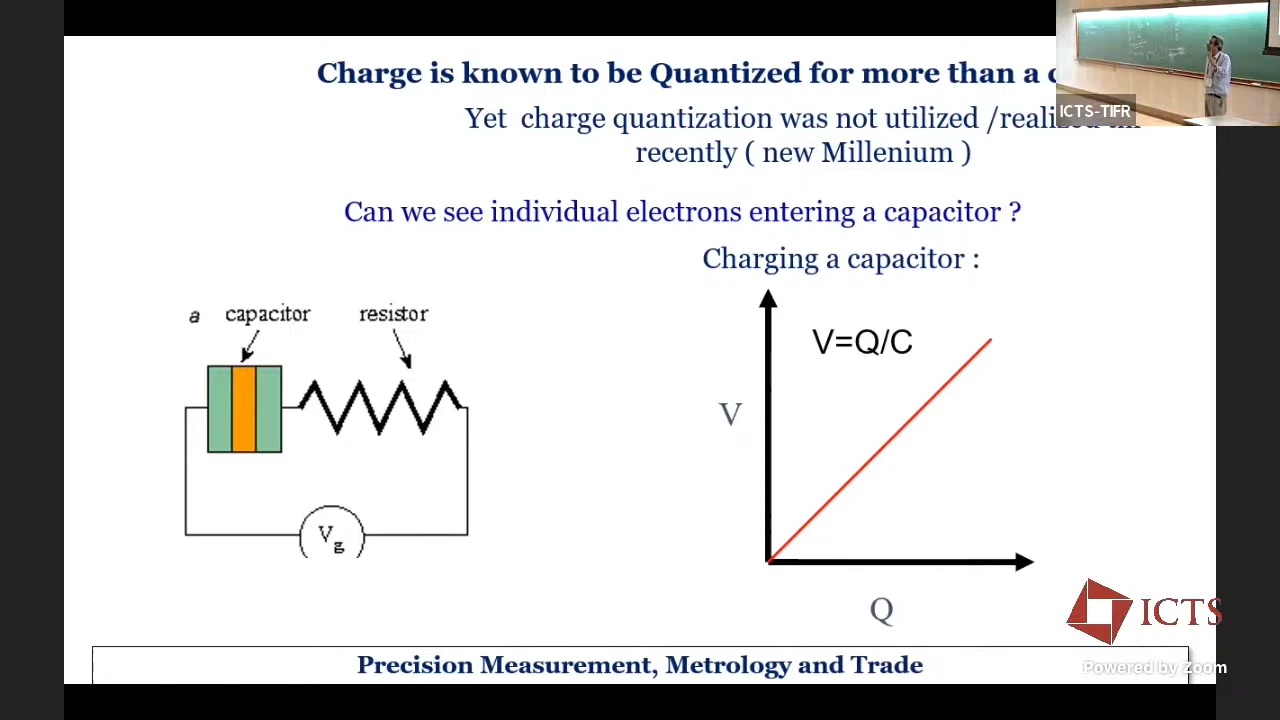 Charge is known to be Quantized for more than a
ICTS-TIFR
Yet charge quantization was not utilized /realized
recently ( new Millenium )
Can we see individual electrons entering a capacitor ?
Charging a capacitor :
a capacitor resistor
V=Q/C
V
Vg
Q
ICTS
Precision Measurement, Metrology and Trade
Powered by Zoom